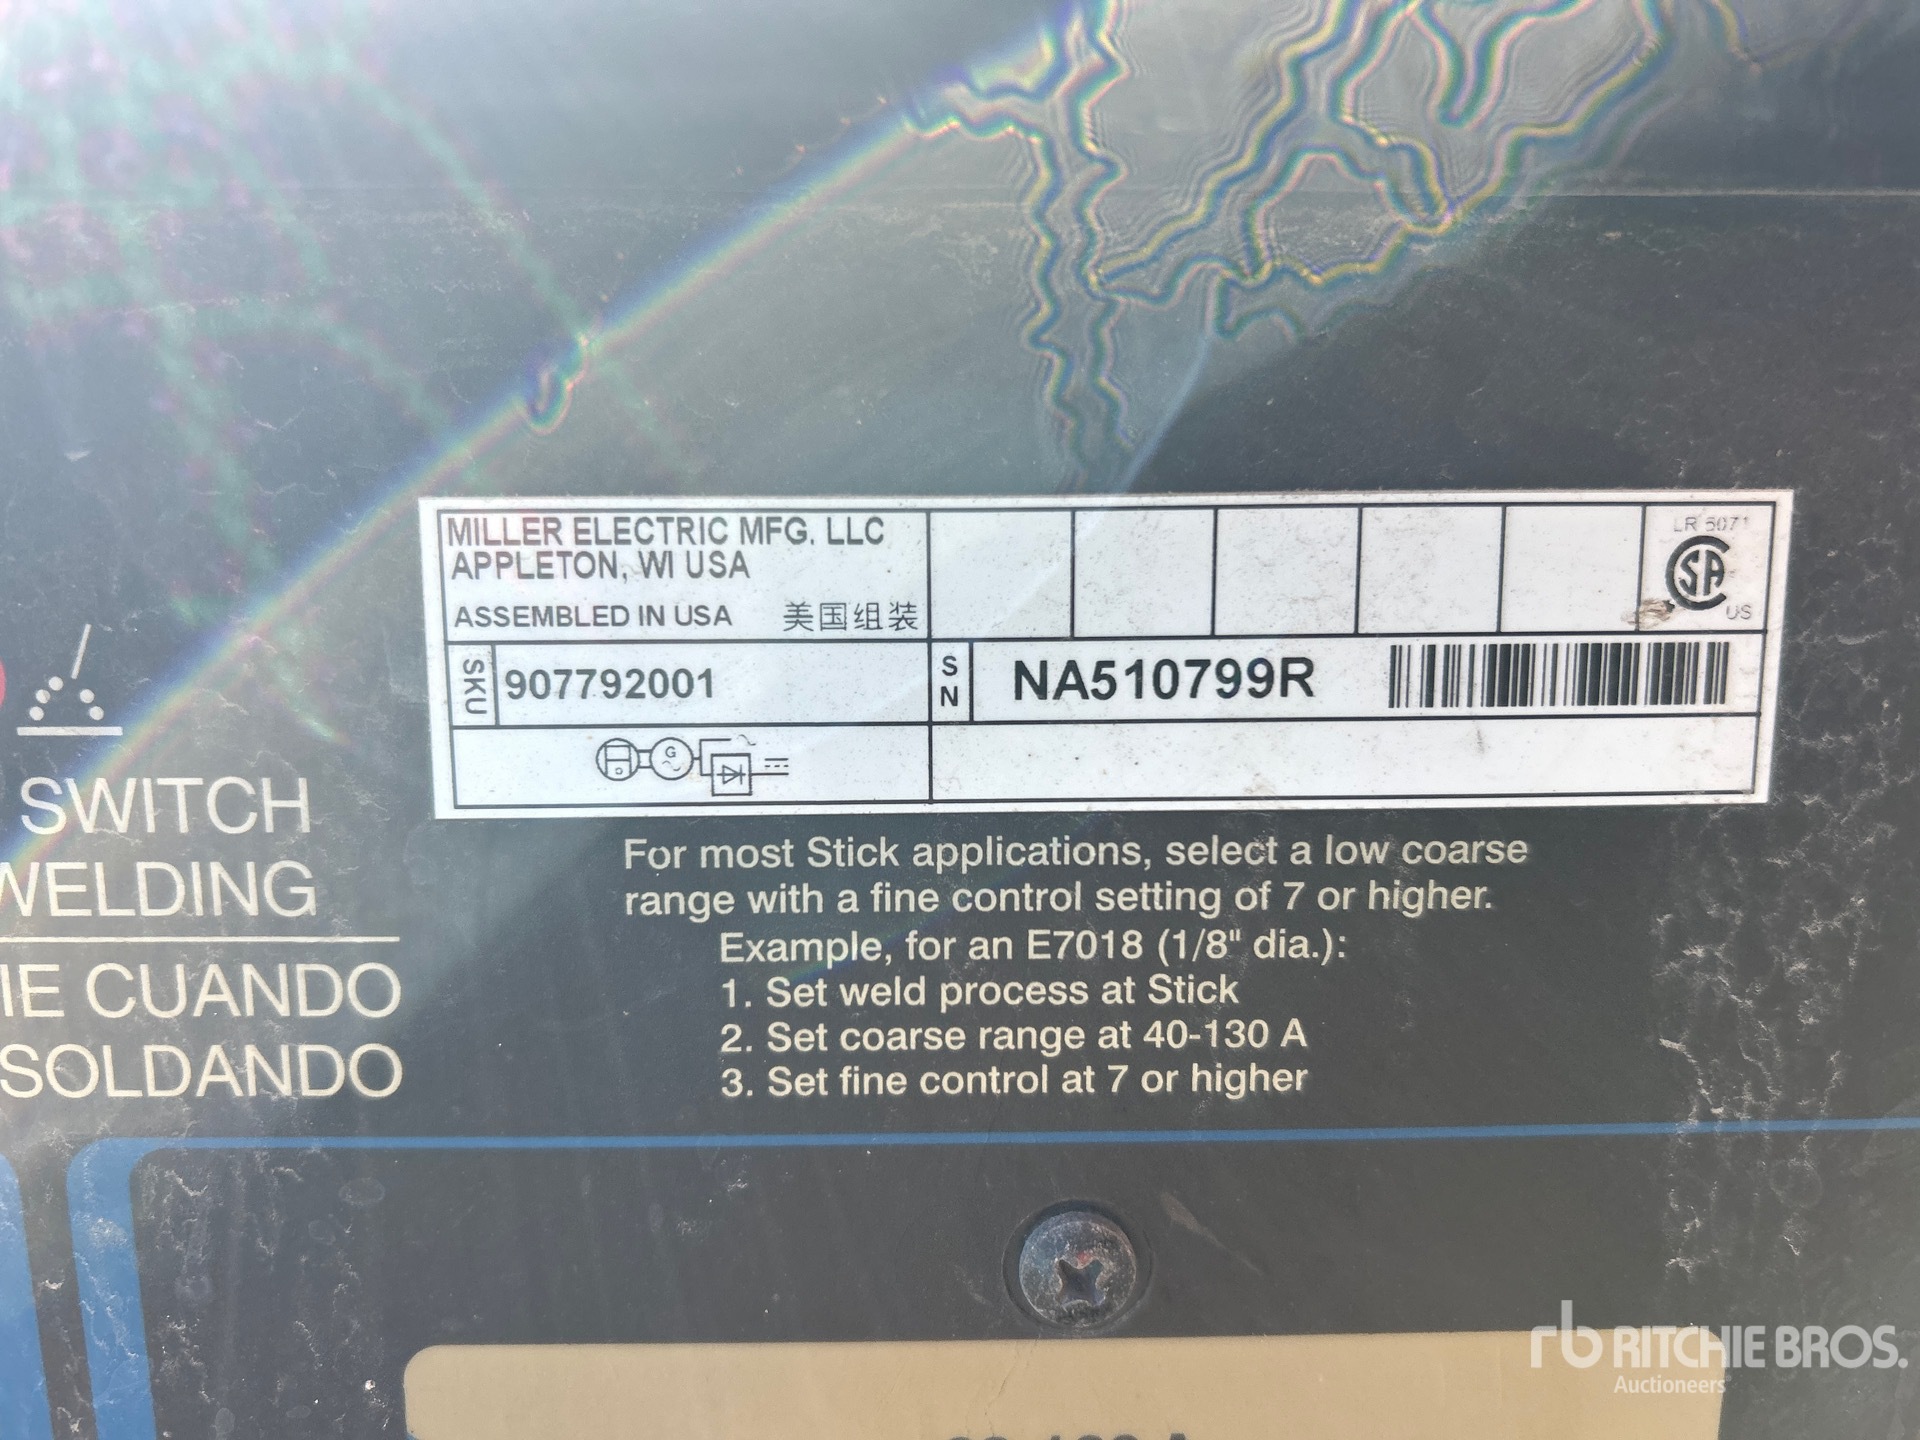 MILLER ELECTRIC MFG. LLC
APPLETON, WI USA
ASSEMBLED IN USA 美国组装
LR 5071
SA
US
SKU 907792001
SN NA510799R
G
D
SWITCH
WELDING
IE CUANDO
SOLDANDO
For most Stick applications, select a low coarse
range with a fine control setting of 7 or higher.
Example, for an E7018 (1/8" dia.):
1. Set weld process at Stick
2. Set coarse range at 40-130 A
3. Set fine control at 7 or higher
rb RITCHIE BROS.
Auctioneers